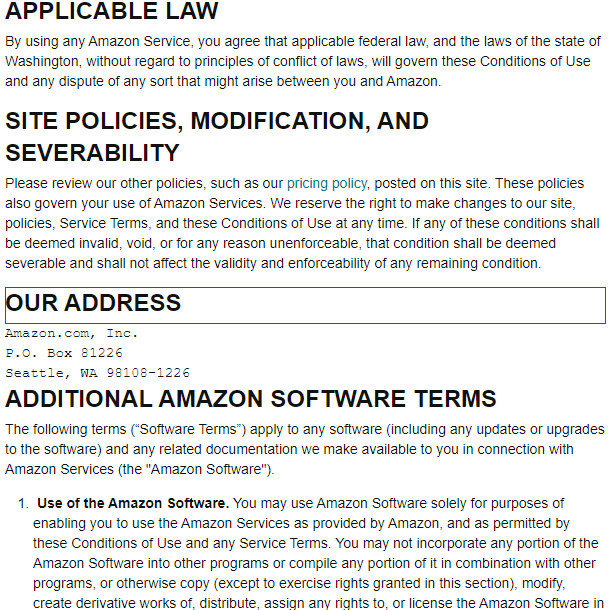 APPLICABLE LAW
By using any Amazon Service, you agree that applicable federal law, and the laws of the state of
Washington, without regard to principles of conflict of laws, will govern these Conditions of Use
and any dispute of any sort that might arise between you and Amazon.
SITE POLICIES, MODIFICATION, AND
SEVERABILITY
Please review our other policies, such as our pricing policy, posted on this site. These policies
also govern your use of Amazon Services. We reserve the right to make changes to our site,
policies, Service Terms, and these Conditions of Use at any time. If any of these conditions shall
be deemed invalid, void, or for any reason unenforceable, that condition shall be deemed
severable and shall not affect the validity and enforceability of any remaining condition.
OUR ADDRESS
Amazon.com, Inc.
P.O. Box 81226
Seattle, WA 98108-1226
ADDITIONAL AMAZON SOFTWARE TERMS
The following terms (“Software Terms”) apply to any software (including any updates or upgrades
to the software) and any related documentation we make available to you in connection with
Amazon Services (the "Amazon Software").
1. Use of the Amazon Software. You may use Amazon Software solely for purposes of
enabling you to use the Amazon Services as provided by Amazon, and as permitted by
these Conditions of Use and any Service Terms. You may not incorporate any portion of the
Amazon Software into other programs or compile any portion of it in combination with other
programs, or otherwise copy (except to exercise rights granted in this section), modify,
create derivative works of, distribute, assign any rights to, or license the Amazon Software in